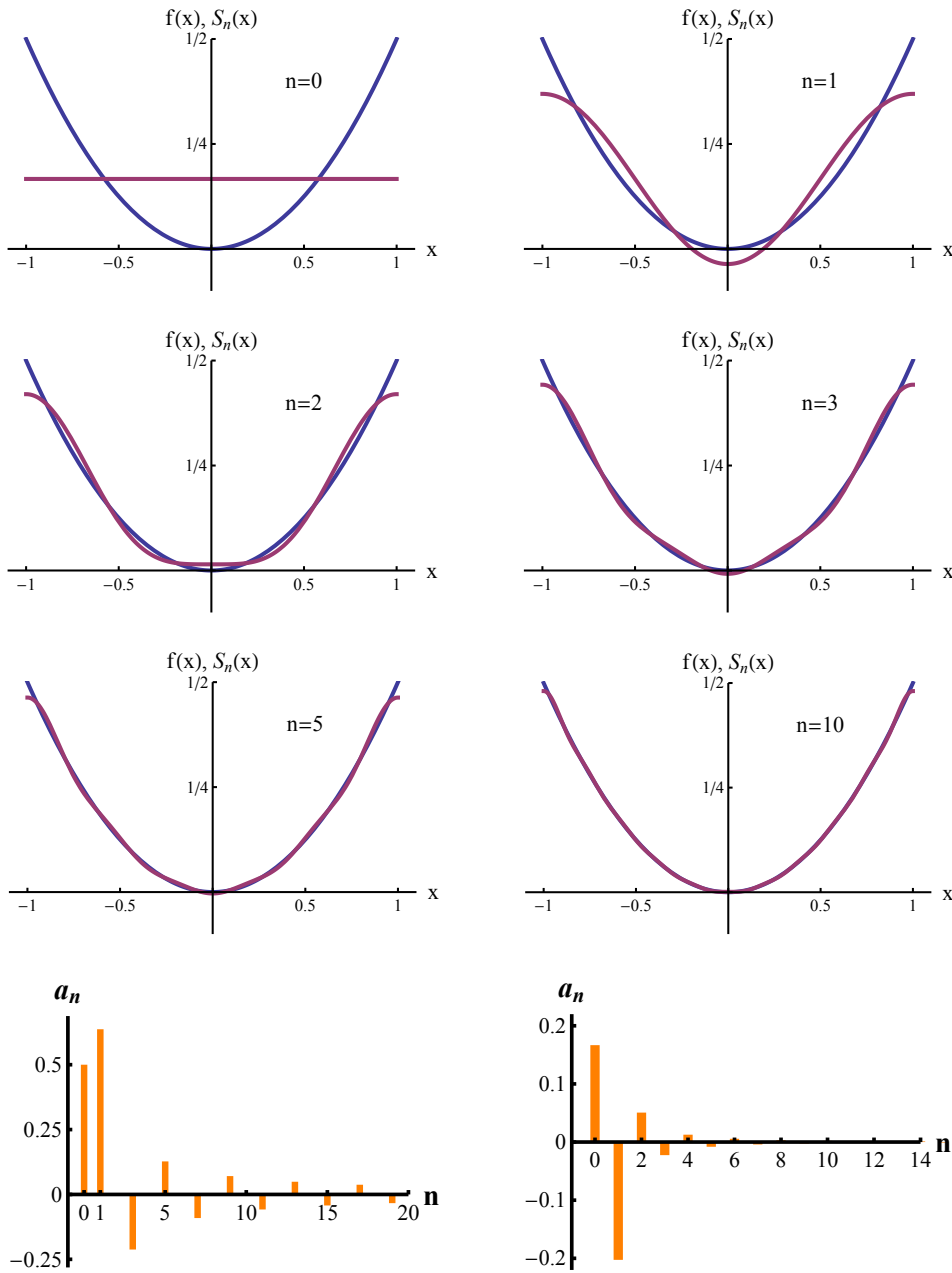 f(x), Sₙ(x)
1/2
n=0
1/4
−1 −0.5 0.5 1 x
f(x), Sₙ(x)
1/2
n=1
1/4
−1 −0.5 0.5 1 x
f(x), Sₙ(x)
1/2
n=2
1/4
−1 −0.5 0.5 1 x
f(x), Sₙ(x)
1/2
n=3
1/4
−1 −0.5 0.5 1 x
f(x), Sₙ(x)
1/2
n=5
1/4
−1 −0.5 0.5 1 x
f(x), Sₙ(x)
1/2
n=10
1/4
−1 −0.5 0.5 1 x
aₙ
0.5
0.25
0
0 1 5 10 15 20 n
−0.25
aₙ
0.2
0.1
0
0 2 4 6 8 10 12 14 n
−0.1
−0.2